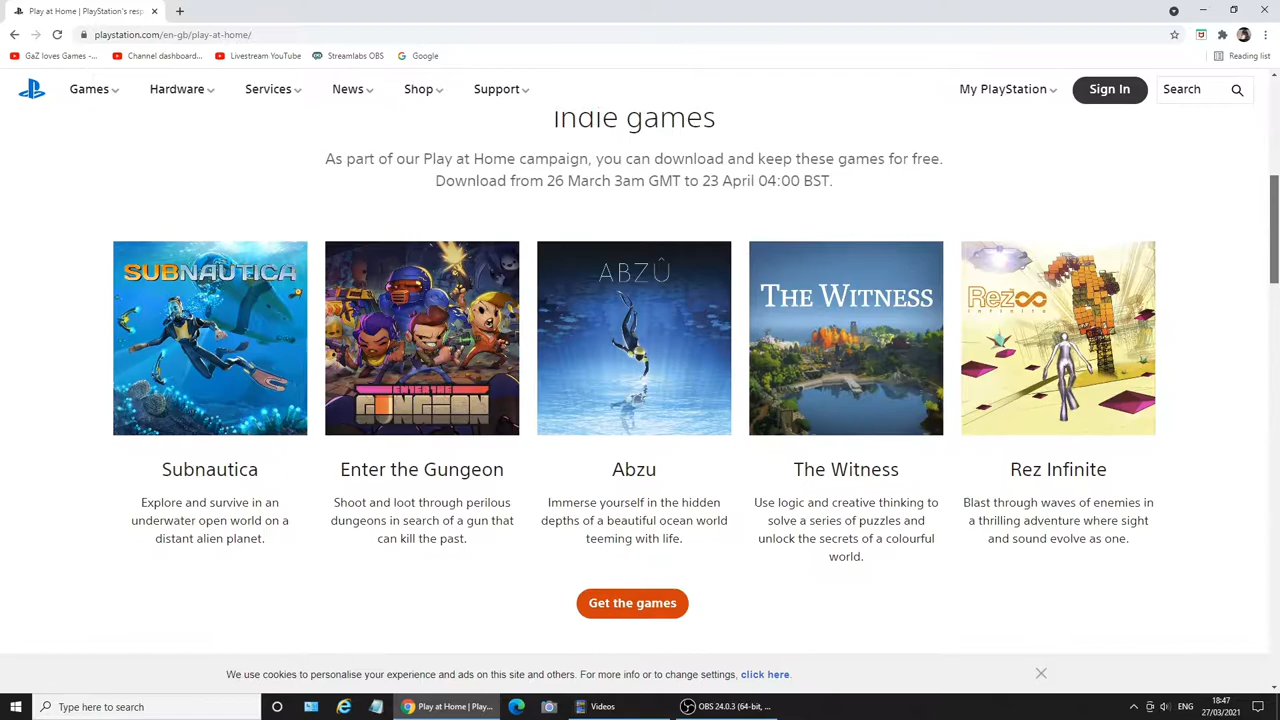 Play at Home | PlayStation's resp
playstation.com/en-gb/play-at-home/
GaZ loves Games -...
Channel dashboard...
Livestream YouTube
Streamlabs OBS
Google
Reading list
Games
Hardware
Services
News
Shop
Support
My PlayStation
Sign In
Search
Indie games
As part of our Play at Home campaign, you can download and keep these games for free.
Download from 26 March 3am GMT to 23 April 04:00 BST.
SUBNAUTICA
ENTER THE
GUNGEON
ABZÛ
THE WITNESS
Rez
infinite
Subnautica
Explore and survive in an
underwater open world on a
distant alien planet.
Enter the Gungeon
Shoot and loot through perilous
dungeons in search of a gun that
can kill the past.
Abzu
Immerse yourself in the hidden
depths of a beautiful ocean world
teeming with life.
The Witness
Use logic and creative thinking to
solve a series of puzzles and
unlock the secrets of a colourful
world.
Rez Infinite
Blast through waves of enemies in
a thrilling adventure where sight
and sound evolve as one.
Get the games
We use cookies to personalise your experience and ads on this site and others. For more info or to change settings, click here.
Type here to search
Play at Home | Play...
Videos
OBS 24.0.3 (64-bit, ...
ENG
18:47
27/03/2021